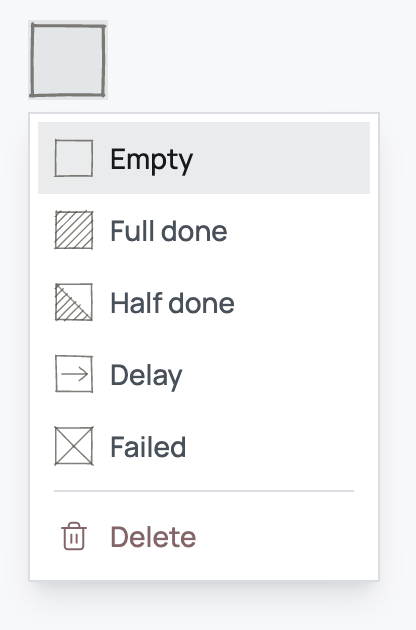 Empty
Full done
Half done
Delay
Failed
Delete